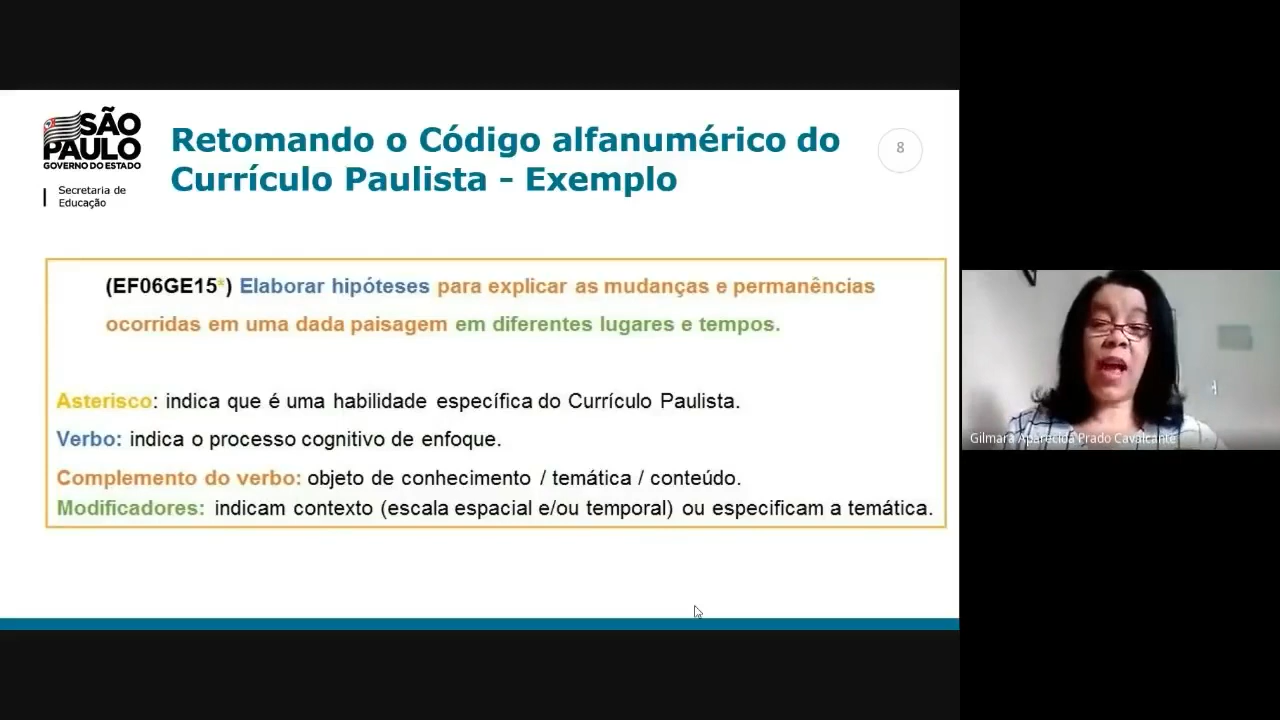 SÃO
PAULO
GOVERNO DO ESTADO
Secretaria de
Educação
Retomando o Código alfanumérico do
Currículo Paulista - Exemplo
8
(EF06GE15*) Elaborar hipóteses para explicar as mudanças e permanências
ocorridas em uma dada paisagem em diferentes lugares e tempos.
Asterisco: indica que é uma habilidade específica do Currículo Paulista.
Verbo: indica o processo cognitivo de enfoque.
Complemento do verbo: objeto de conhecimento / temática / conteúdo.
Modificadores: indicam contexto (escala espacial e/ou temporal) ou especificam a temática.
Gilmara Aparecida Prado Cavalcante